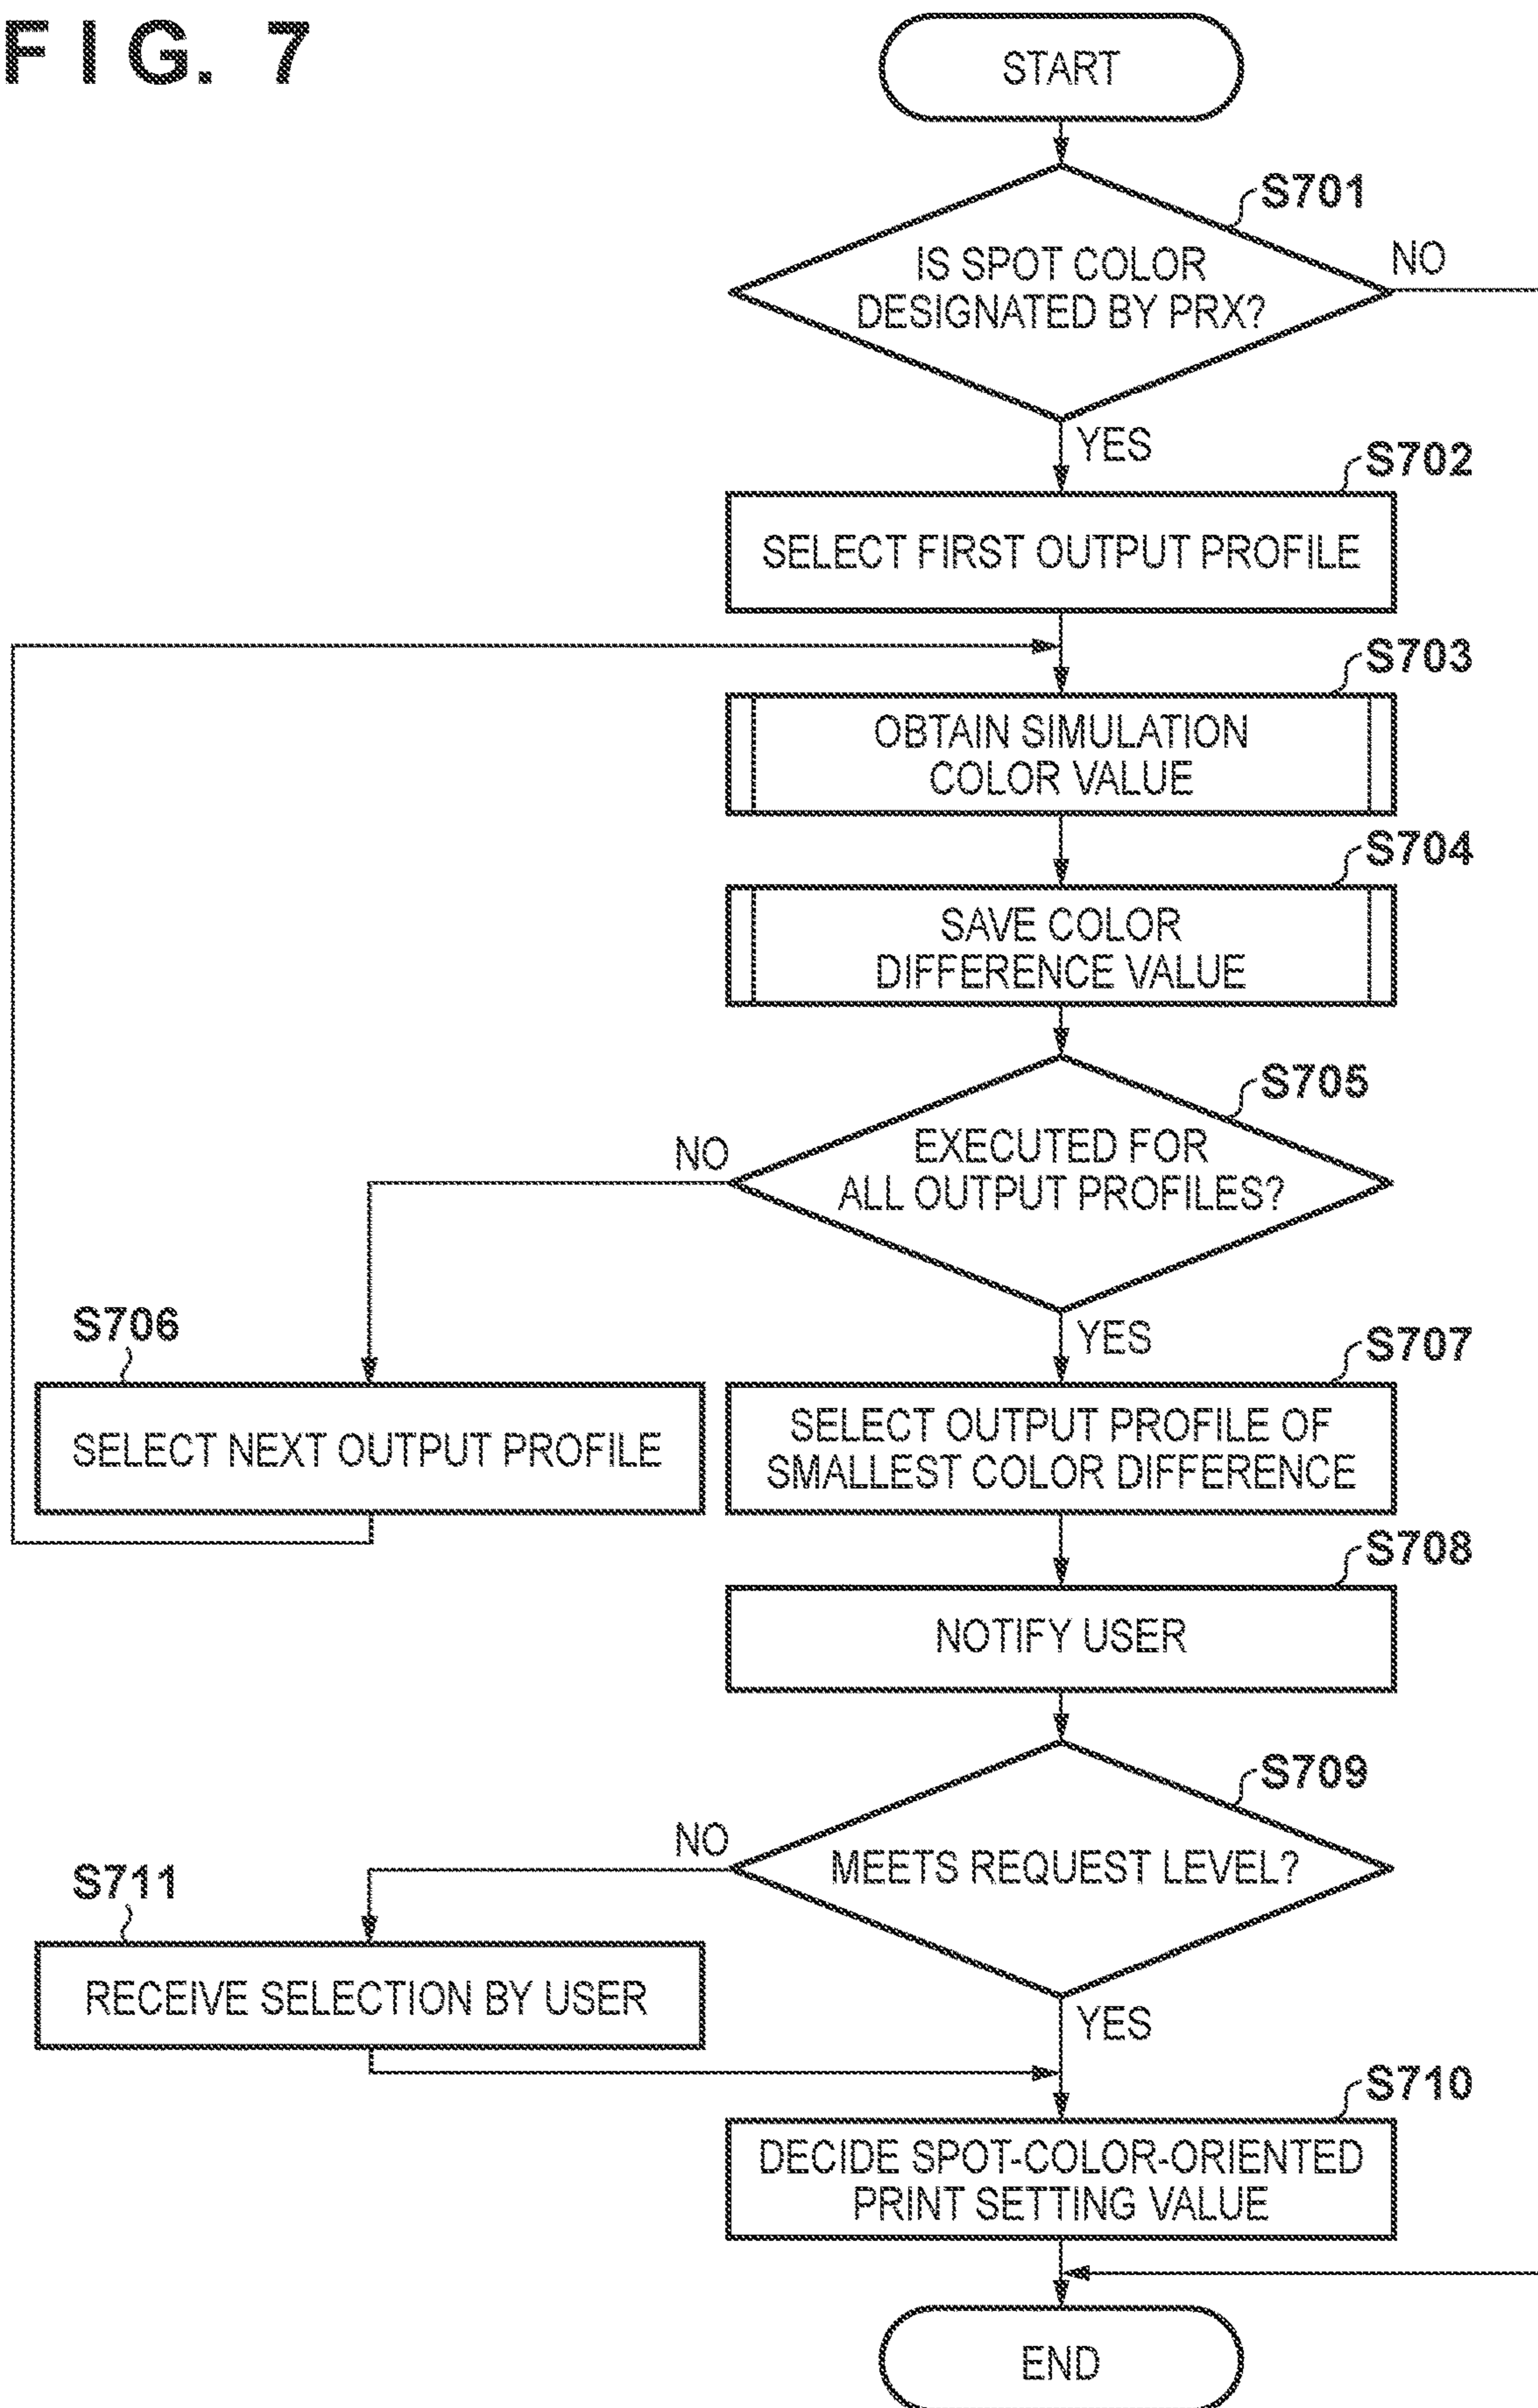 FIG. 7
START
S701
IS SPOT COLOR
DESIGNATED BY PRX?
NO
YES
S702
SELECT FIRST OUTPUT PROFILE
S703
OBTAIN SIMULATION
COLOR VALUE
S704
SAVE COLOR
DIFFERENCE VALUE
S705
EXECUTED FOR
ALL OUTPUT PROFILES?
NO
YES
S706
SELECT NEXT OUTPUT PROFILE
S707
SELECT OUTPUT PROFILE OF
SMALLEST COLOR DIFFERENCE
S708
NOTIFY USER
S709
MEETS REQUEST LEVEL?
NO
YES
S711
RECEIVE SELECTION BY USER
S710
DECIDE SPOT-COLOR-ORIENTED
PRINT SETTING VALUE
END